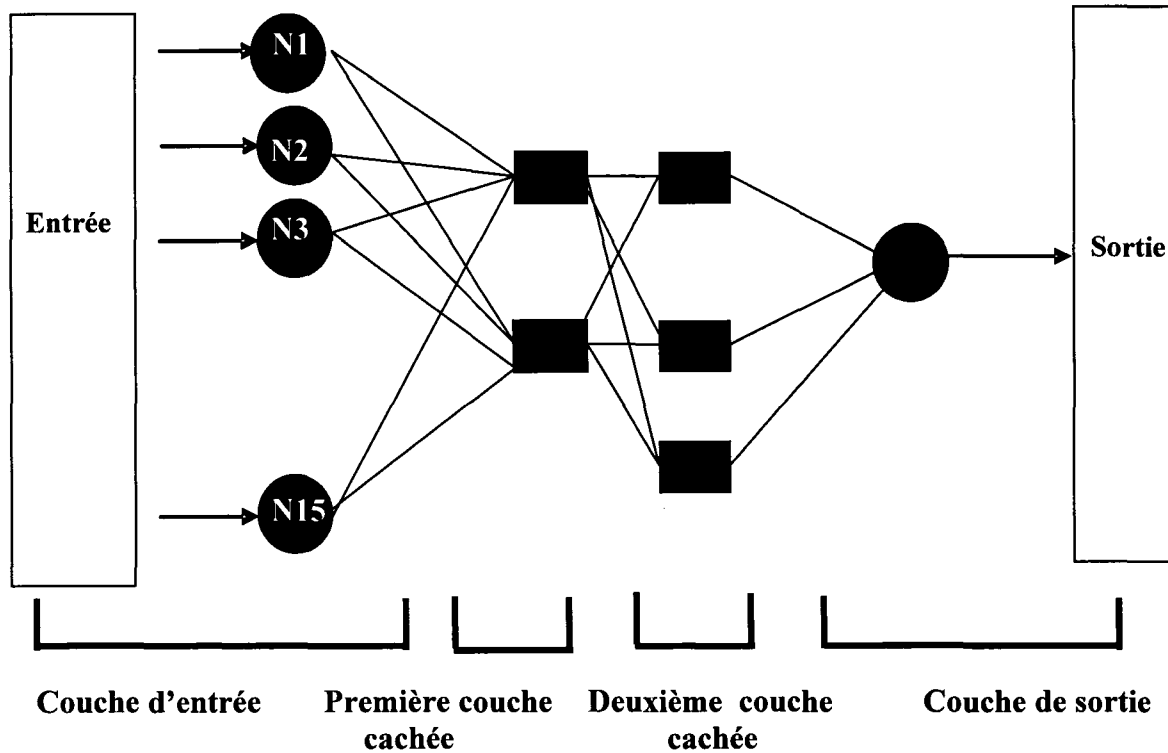 N1
N2
N3
Entrée
Sortie
N15
Couche d'entrée
Première couche
cachée
Deuxième couche
cachée
Couche de sortie